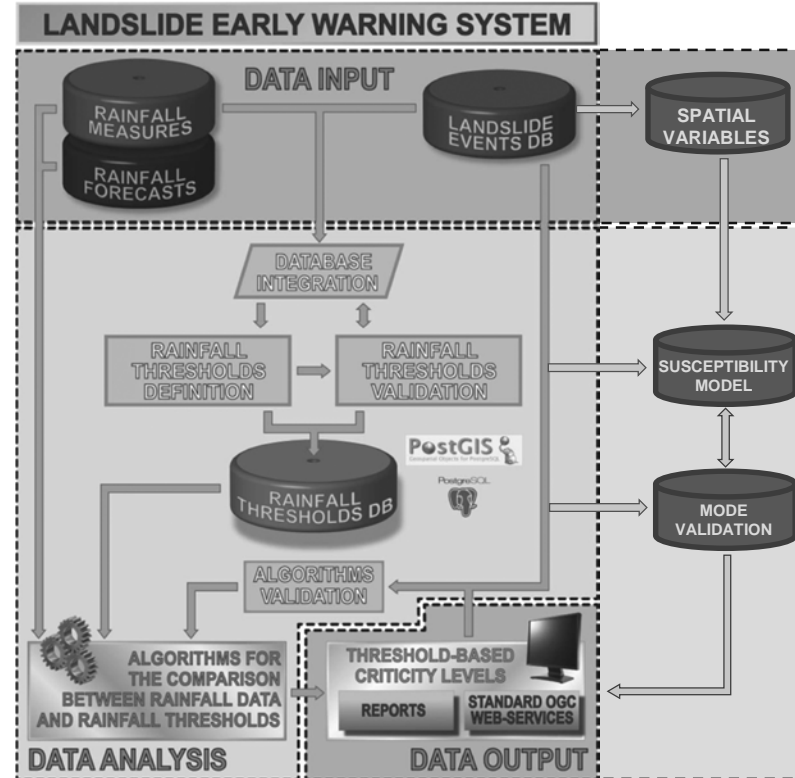 LANDSLIDE EARLY WARNING SYSTEM
DATA INPUT
RAINFALL
MEASURES
RAINFALL
FORECASTS
LANDSLIDE
EVENTS DB
SPATIAL
VARIABLES
DATABASE
INTEGRATION
RAINFALL
THRESHOLDS
DEFINITION
RAINFALL
THRESHOLDS
VALIDATION
SUSCEPTIBILITY
MODEL
PostGIS
RAINFALL
THRESHOLDS DB
PostgreSQL
MODE
VALIDATION
ALGORITHMS
VALIDATION
ALGORITHMS FOR
THE COMPARISON
BETWEEN RAINFALL DATA
AND RAINFALL THRESHOLDS
THRESHOLD-BASED
CRITICITY LEVELS
REPORTS
STANDARD OGC
WEB-SERVICES
DATA ANALYSIS
DATA OUTPUT